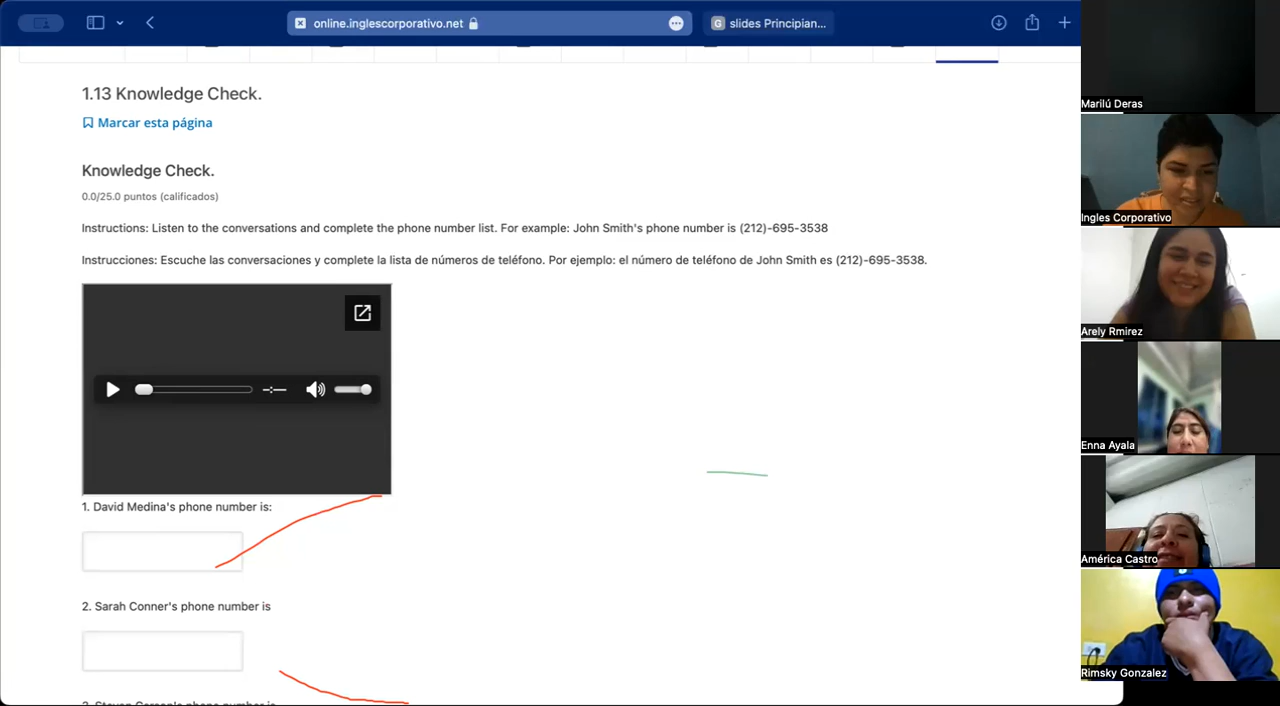 online.inglescorporativo.net
G slides Principian...
1.13 Knowledge Check.
Marcar esta página
Knowledge Check.
0.0/25.0 puntos (calificados)
Instructions: Listen to the conversations and complete the phone number list. For example: John Smith's phone number is (212)-695-3538
Instrucciones: Escuche las conversaciones y complete la lista de números de teléfono. Por ejemplo: el número de teléfono de John Smith es (212)-695-3538.
-:-
1. David Medina's phone number is:
2. Sarah Conner's phone number is
Marilú Deras
Ingles Corporativo
Arely Rmirez
Enna Ayala
América Castro
Rimsky Gonzalez